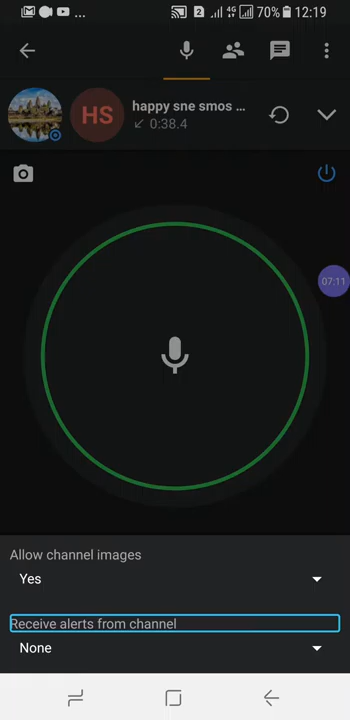 ... 2 4G 70% 12:19
HS
happy sne smos ...
0:38.4
07:11
Allow channel images
Yes
Receive alerts from channel
None